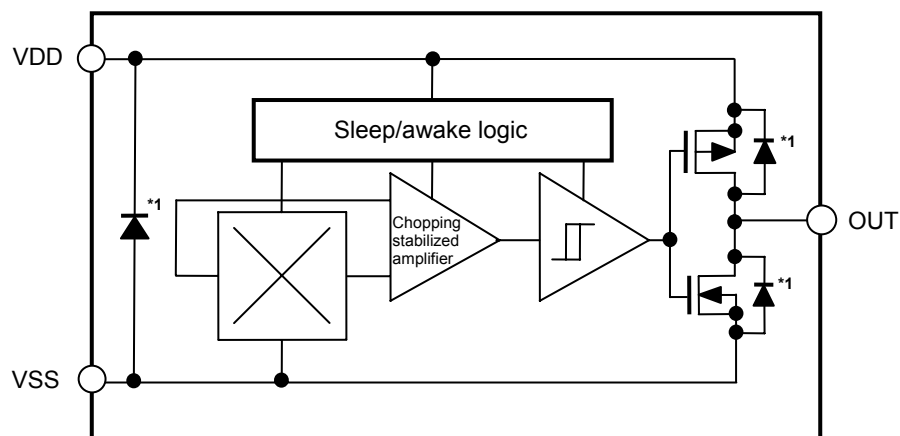 VDD
Sleep/awake logic
*1
*1
Chopping
stabilized
amplifier
OUT
*1
VSS